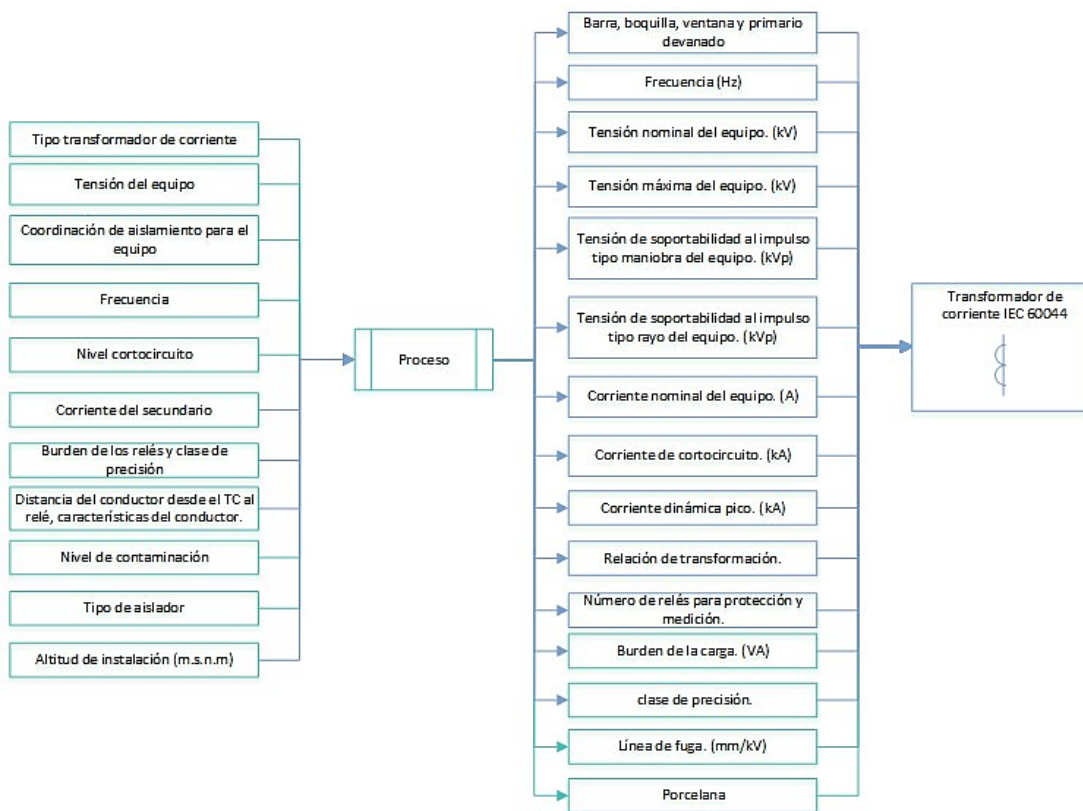 Tipo transformador de corriente
Tensión del equipo
Coordinación de aislamiento para el
equipo
Frecuencia
Nivel cortocircuito
Corriente del secundario
Burden de los relés y clase de
precisión
Distancia del conductor desde el TC al
relé, características del conductor.
Nivel de contaminación
Tipo de aislador
Altitud de instalación (m.s.n.m)
Proceso
Barra, boquilla, ventana y primario
devanado
Frecuencia (Hz)
Tensión nominal del equipo. (kV)
Tensión máxima del equipo. (kV)
Tensión de soportabilidad al impulso
tipo maniobra del equipo. (kVp)
Tensión de soportabilidad al impulso
tipo rayo del equipo. (kVp)
Corriente nominal del equipo. (A)
Corriente de cortocircuito. (kA)
Corriente dinámica pico. (kA)
Relación de transformación.
Número de relés para protección y
medición.
Burden de la carga. (VA)
clase de precisión.
Línea de fuga. (mm/kV)
Porcelana
Transformador de
corriente IEC 60044